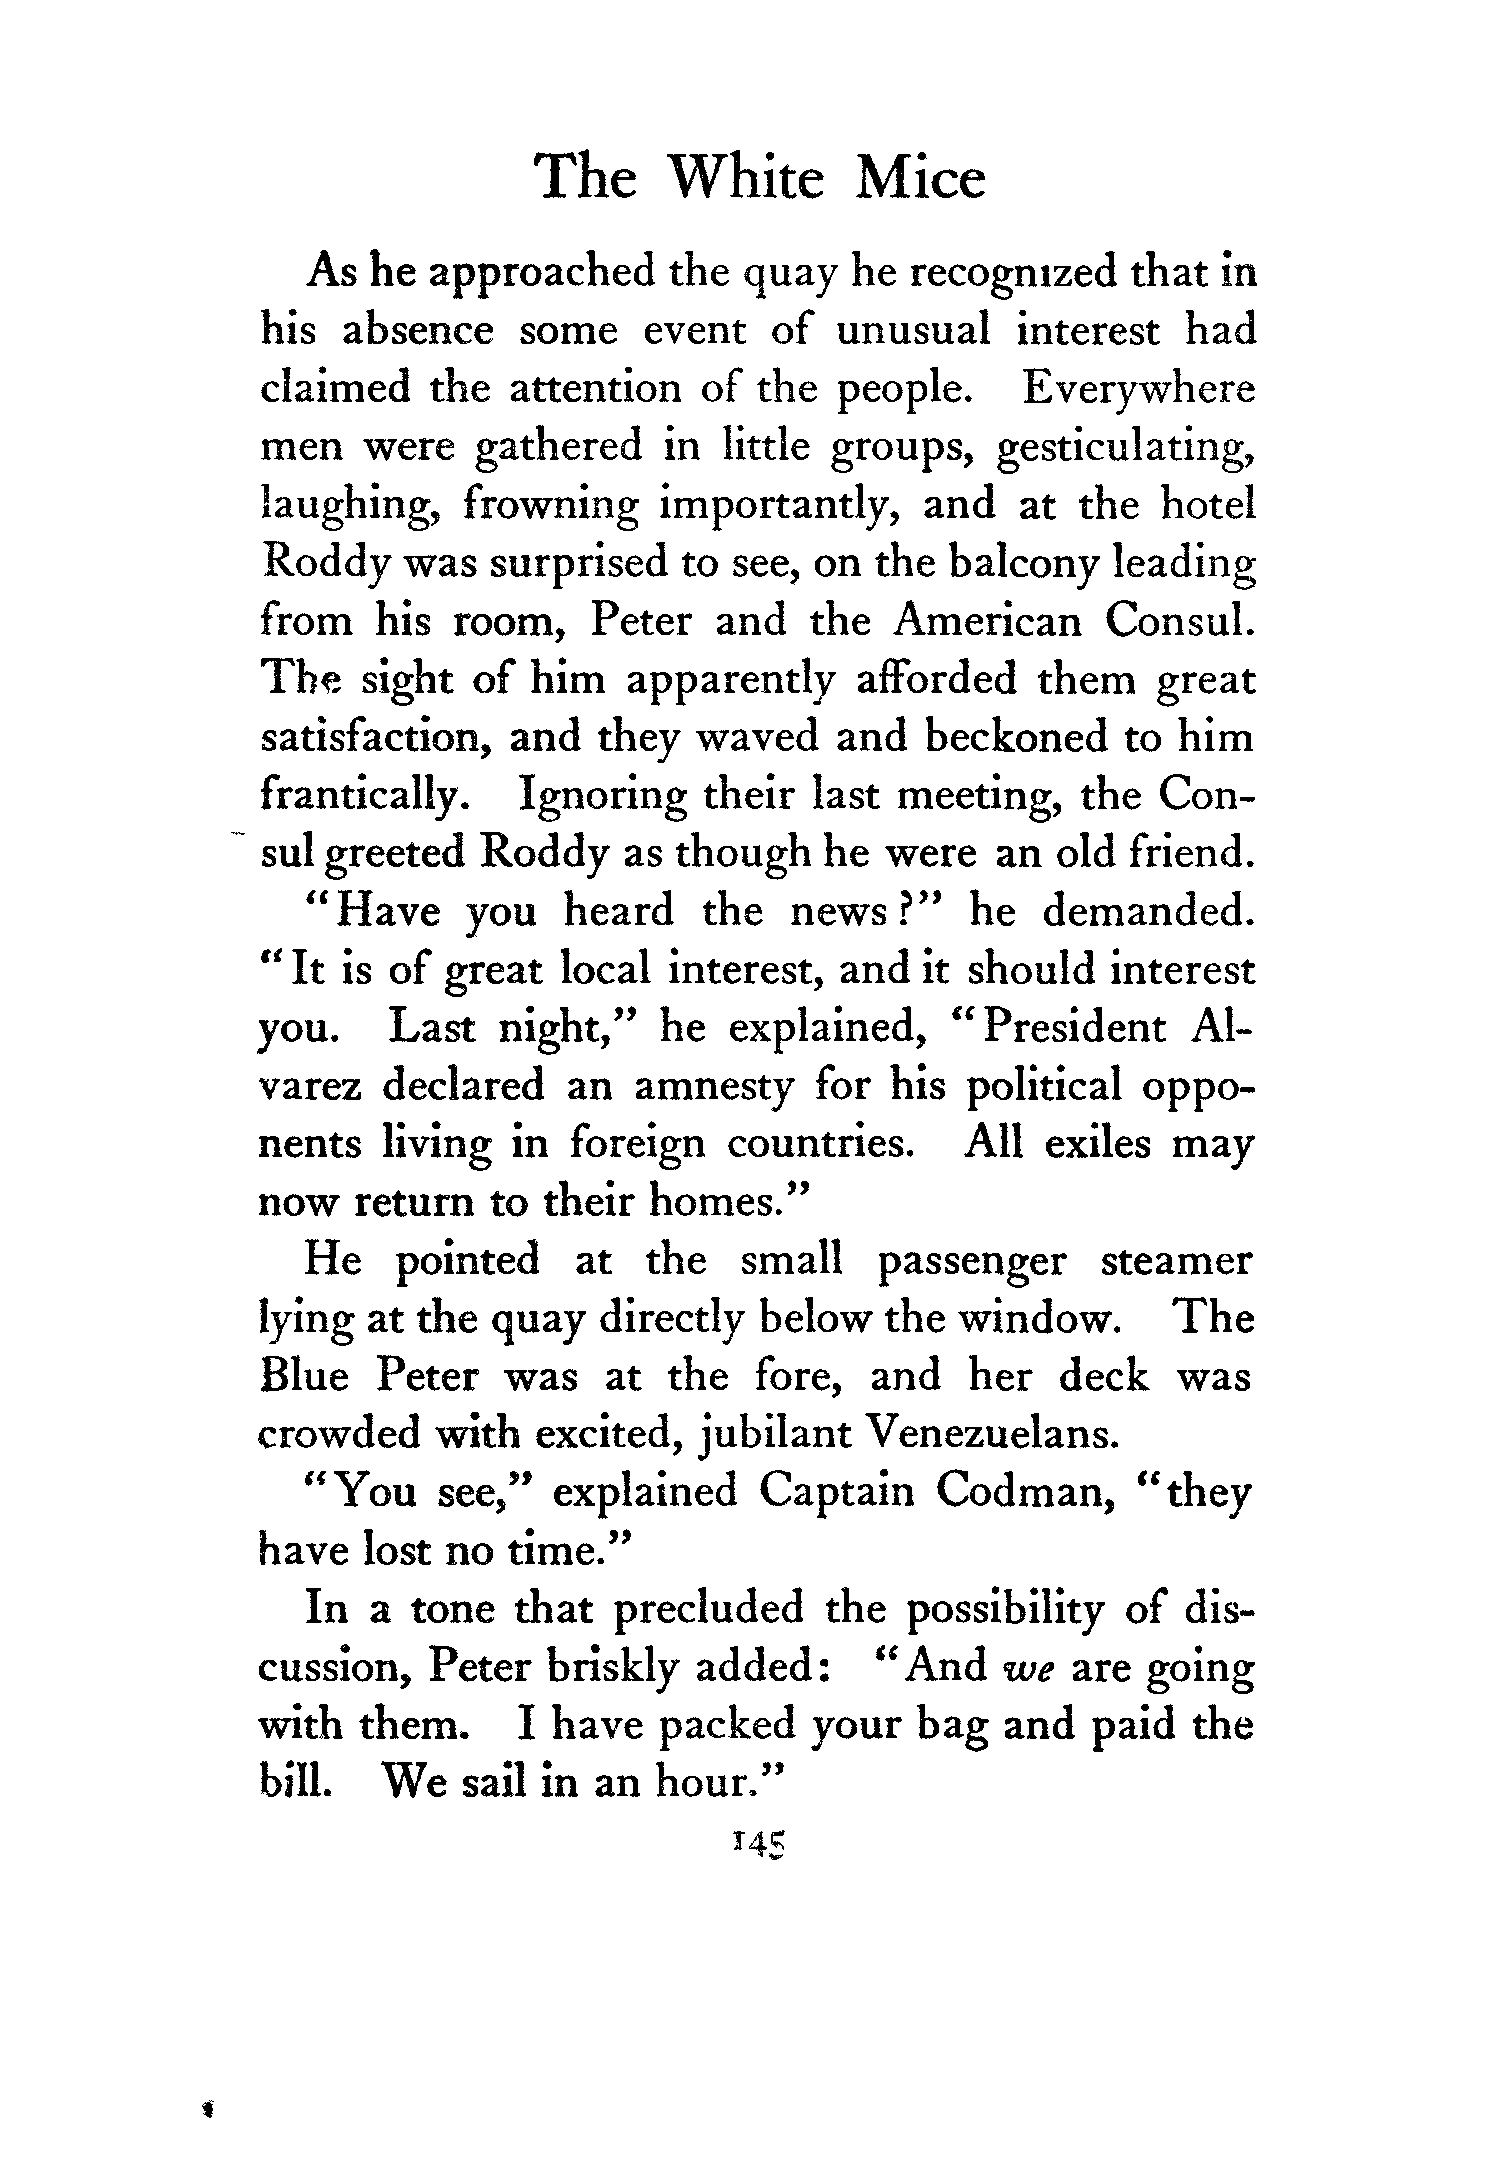 The White Mice
As he approached the quay he recognized that in
his absence some event of unusual interest had
claimed the attention of the people. Everywhere
men were gathered in little groups, gesticulating,
laughing, frowning importantly, and at the hotel
Roddy was surprised to see, on the balcony leading
from his room, Peter and the American Consul.
The sight of him apparently afforded them great
satisfaction, and they waved and beckoned to him
frantically. Ignoring their last meeting, the Con-
sul greeted Roddy as though he were an old friend.
"Have you heard the news?" he demanded.
"It is of great local interest, and it should interest
you. Last night," he explained, "President Al-
varez declared an amnesty for his political oppo-
nents living in foreign countries. All exiles may
now return to their homes."
He pointed at the small passenger steamer
lying at the quay directly below the window. The
Blue Peter was at the fore, and her deck was
crowded with excited, jubilant Venezuelans.
"You see," explained Captain Codman, "they
have lost no time."
In a tone that precluded the possibility of dis-
cussion, Peter briskly added: "And we are going
with them. I have packed your bag and paid the
bill. We sail in an hour."
145